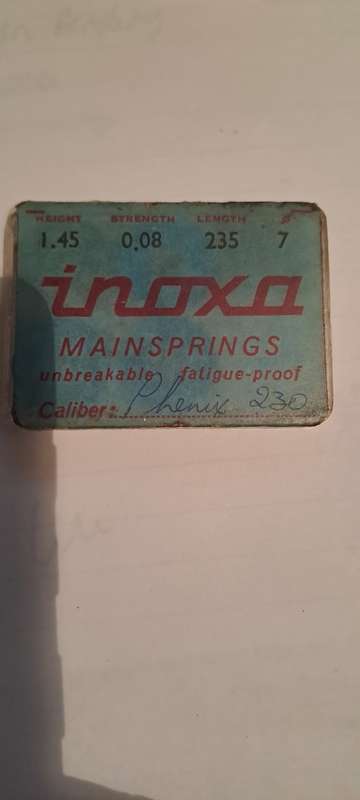 HEIGHT STRENGTH LENGTH Ø
1.45 0.08 235 7
inoxa
MAINSPRINGS
unbreakable fatigue-proof
Caliber: Phenix 230